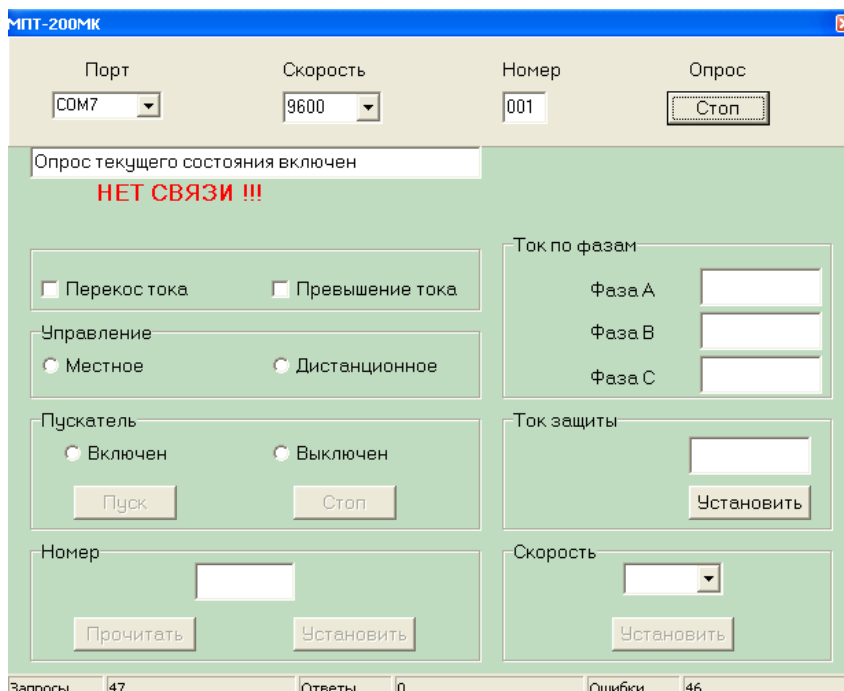 МПТ-200МК
Порт Скорость Номер Опрос
COM7 9600 001 Стоп
Опрос текущего состояния включен
НЕТ СВЯЗИ !!!
Ток по фазам
Перекос тока Превышение тока Фаза А
Управление Фаза В
Местное Дистанционное Фаза С
Пускатель Ток защиты
Включен Выключен
Пуск Стоп Установить
Номер Скорость
Прочитать Установить Установить
Запросы 47 Ответы 0 Ошибки 46